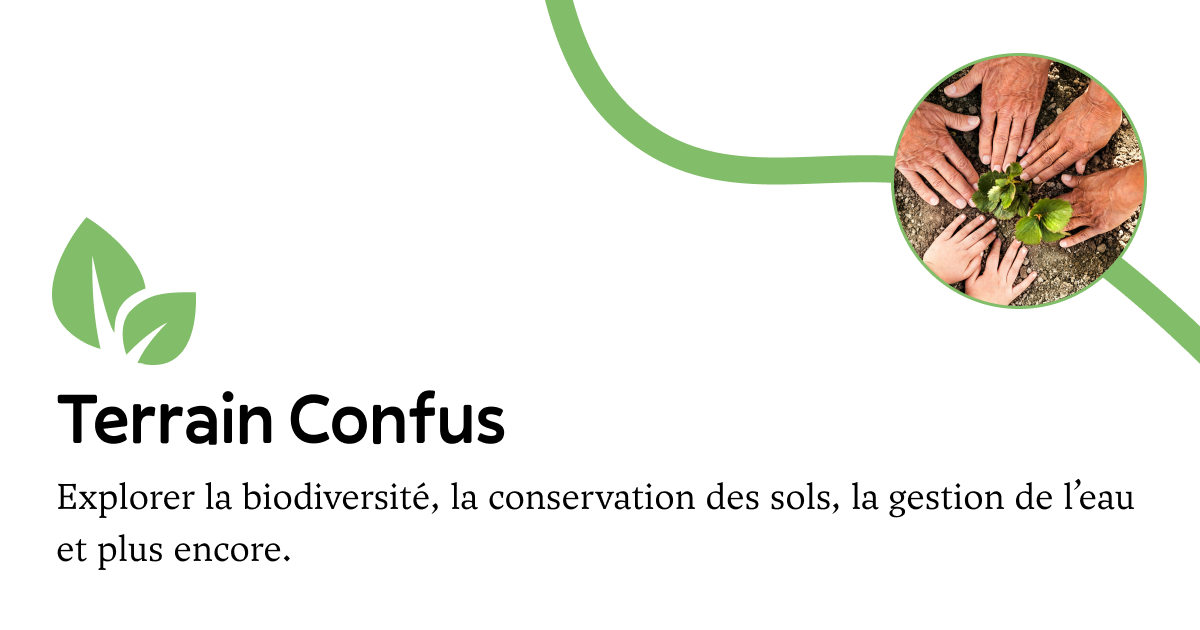 Terrain Confus
Explorer la biodiversité, la conservation des sols, la gestion de l’eau
et plus encore.